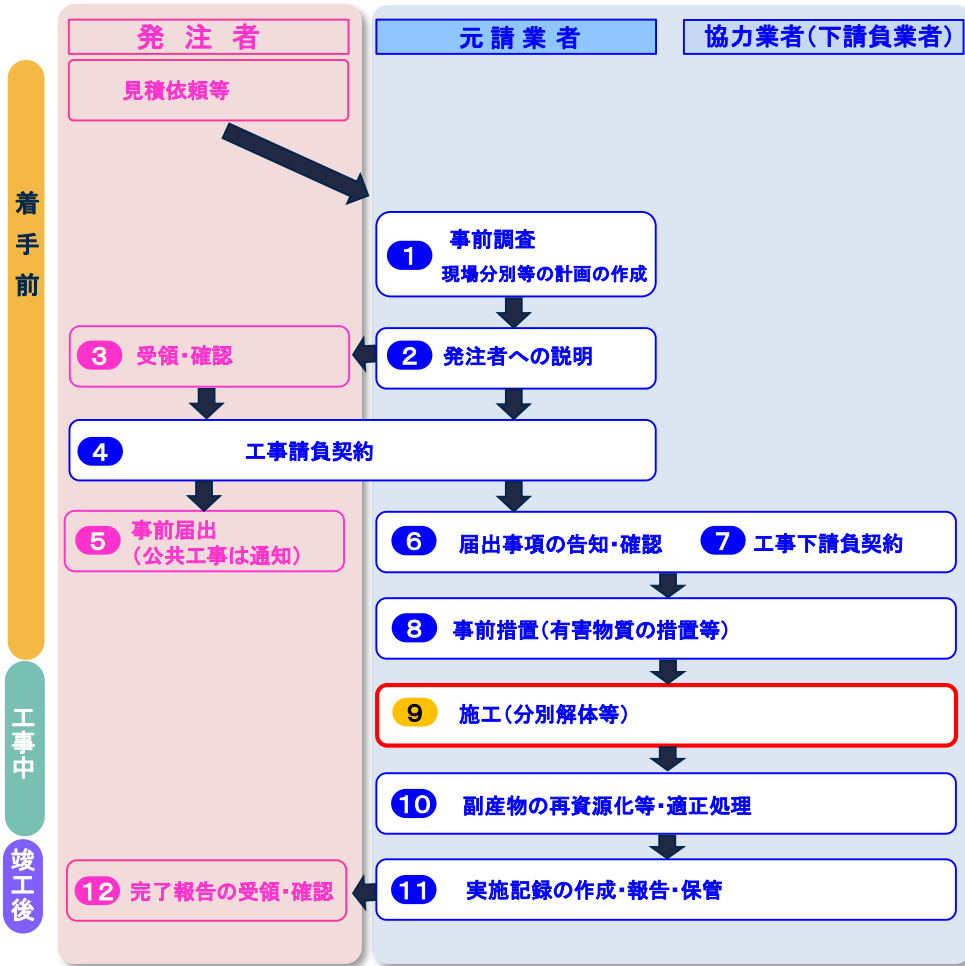 発注者
元請業者
協力業者(下請負業者)
着手前
見積依頼等
1
事前調査
現場分別等の計画の作成
3 受領・確認
2 発注者への説明
4 工事請負契約
5 事前届出
(公共工事は通知)
6 届出事項の告知・確認
7 工事下請負契約
8 事前措置(有害物質の措置等)
工事中
9 施工(分別解体等)
10 副産物の再資源化等・適正処理
竣工後
12 完了報告の受領・確認
11 実施記録の作成・報告・保管